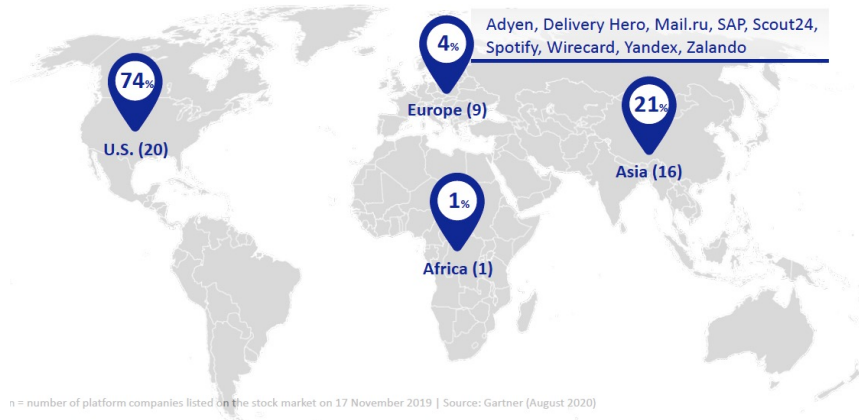 Adyen, Delivery Hero, Mail.ru, SAP, Scout24,
Spotify, Wirecard, Yandex, Zalando
4%
Europe (9)
74%
U.S. (20)
21%
Asia (16)
1%
Africa (1)
n = number of platform companies listed on the stock market on 17 November 2019 | Source: Gartner (August 2020)